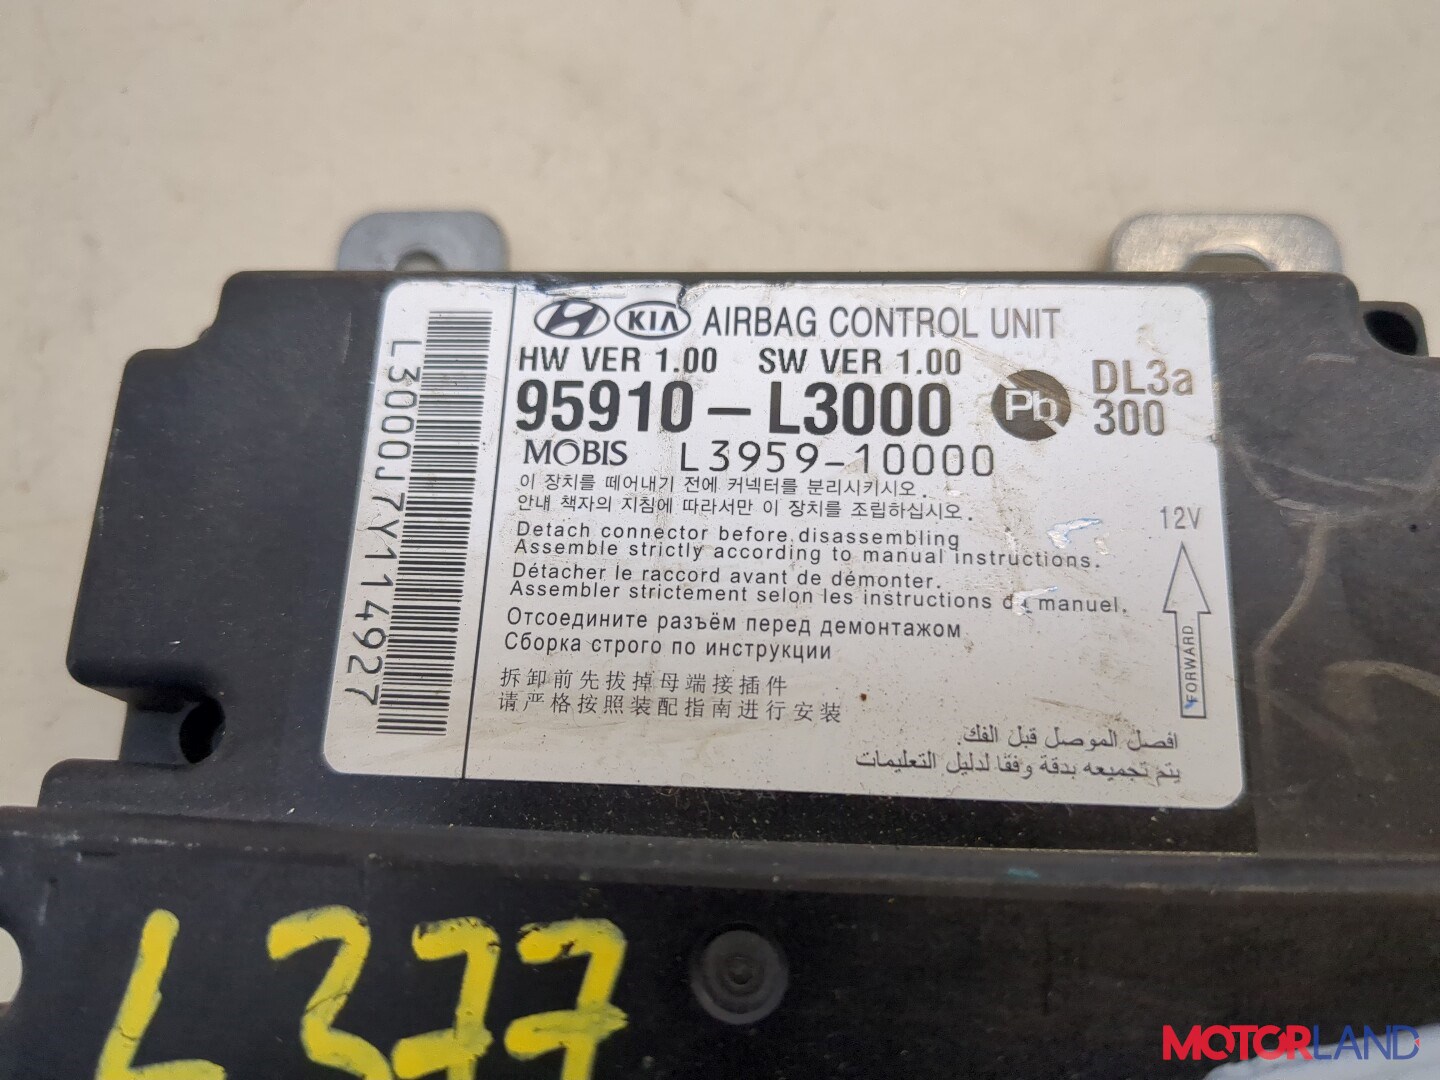 L3000J7Y114927
KIA AIRBAG CONTROL UNIT
HW VER 1.00 SW VER 1.00
95910-L3000 Pb DL3a
300
MOBIS L3959-10000
이 장치를 떼어내기 전에 커넥터를 분리시키시오.
안내 책자의 지침에 따라서만 이 장치를 조립하십시오.
Detach connector before disassembling
Assemble strictly according to manual instructions.
Détacher le raccord avant de démonter.
Assembler strictement selon les instructions du manuel.
Отсоедините разъём перед демонтажом
Сборка строго по инструкции
拆卸前先拔掉母端接插件
请严格按照装配指南进行安装
12V
FORWARD
افصل الموصل قبل الفك.
يتم تجميعه بدقة وفقا لدليل التعليمات
L377
MOTORLAND